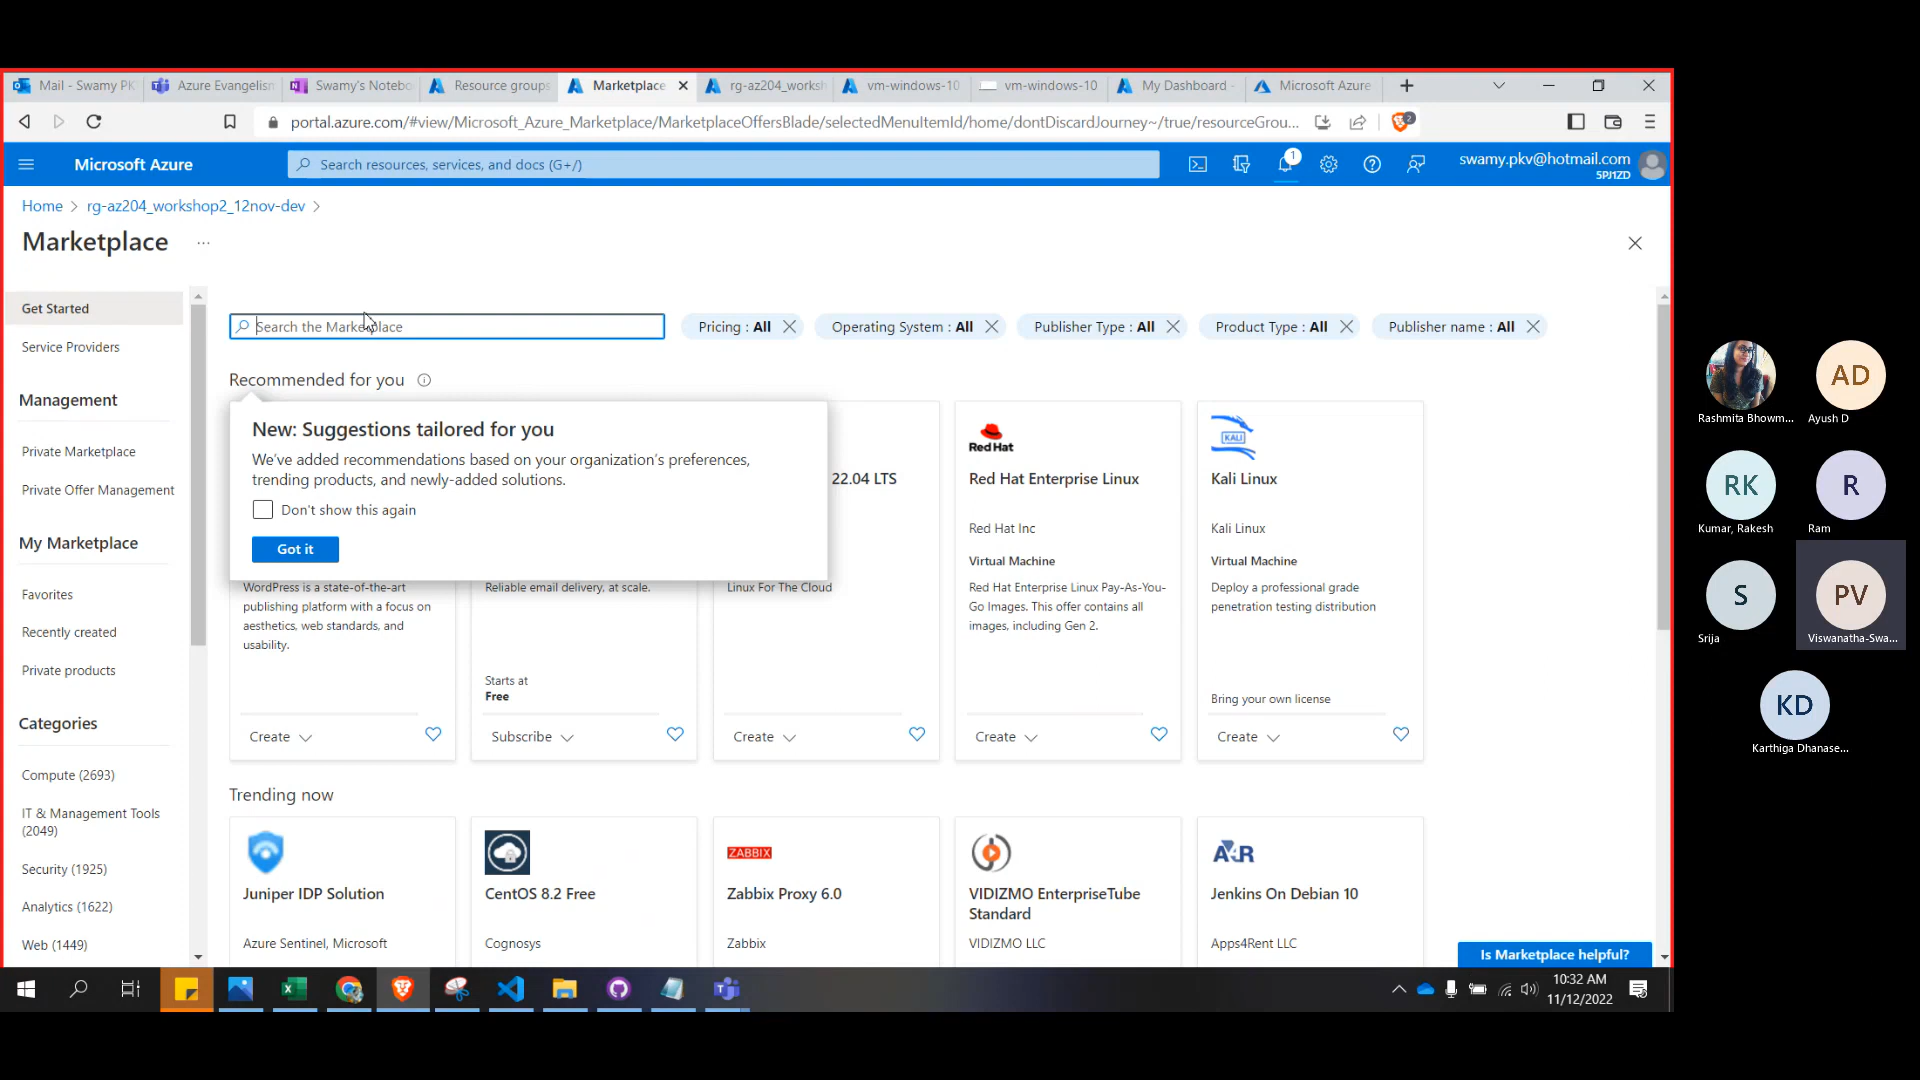 Mail - Swamy PK
Azure Evangelism
Swamy's Notebo
Resource groups
Marketplace
rg-az204_worksh
vm-windows-10
vm-windows-10
My Dashboard -
Microsoft Azure
portal.azure.com/#view/Microsoft_Azure_Marketplace/MarketplaceOffersBlade/selectedMenuItemId/home/dontDiscardJourney~/true/resourceGrou...
2
Microsoft Azure
Search resources, services, and docs (G+/)
1
swamy.pkv@hotmail.com
5PJ1ZD
Home > rg-az204_workshop2_12nov-dev >
Marketplace ...
Get Started
Service Providers
Management
Private Marketplace
Private Offer Management
My Marketplace
Favorites
Recently created
Private products
Categories
Compute (2693)
IT & Management Tools
(2049)
Security (1925)
Analytics (1622)
Web (1449)
Search the Marketplace
Pricing : All
Operating System : All
Publisher Type : All
Product Type : All
Publisher name : All
Recommended for you
New: Suggestions tailored for you
We've added recommendations based on your organization's preferences,
trending products, and newly-added solutions.
Don't show this again
Got it
WordPress is a state-of-the-art
publishing platform with a focus on
aesthetics, web standards, and
usability.
Create
Reliable email delivery, at scale.
Starts at
Free
Subscribe
22.04 LTS
Linux For The Cloud
Create
Red Hat
Red Hat Enterprise Linux
Red Hat Inc
Virtual Machine
Red Hat Enterprise Linux Pay-As-You-
Go Images. This offer contains all
images, including Gen 2.
Create
KALI
Kali Linux
Kali Linux
Virtual Machine
Deploy a professional grade
penetration testing distribution
Bring your own license
Create
Trending now
Juniper IDP Solution
Azure Sentinel, Microsoft
CentOS 8.2 Free
Cognosys
ZABBIX
Zabbix Proxy 6.0
Zabbix
VIDIZMO EnterpriseTube
Standard
VIDIZMO LLC
A4R
Jenkins On Debian 10
Apps4Rent LLC
Is Marketplace helpful?
10:32 AM
11/12/2022
Rashmita Bhowm...
AD
Ayush D
RK
Kumar, Rakesh
R
Ram
S
Srija
PV
Viswanatha-Swa...
KD
Karthiga Dhanase...